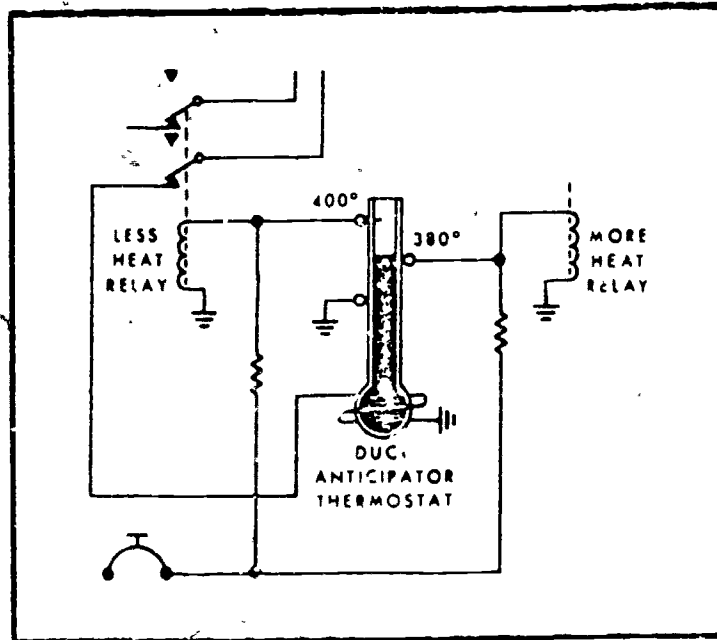 400°
380°
LESS
HEAT
RELAY
MORE
HEAT
RELAY
ANTICIPATOR
THERMOSTAT